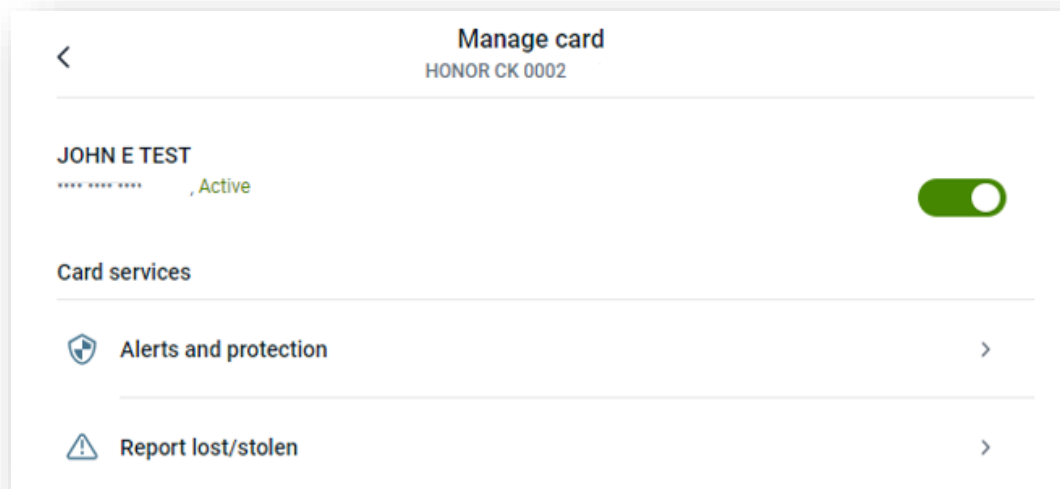 Manage card
HONOR CK 0002
JOHN E TEST
•••• •••• •••• , Active
Card services
Alerts and protection
Report lost/stolen